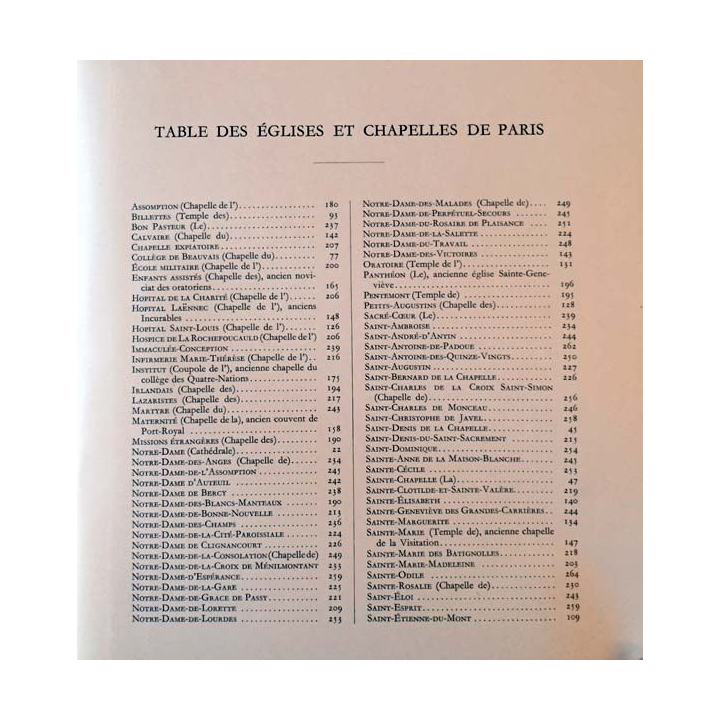 TABLE DES ÉGLISES ET CHAPELLES DE PARIS
ASSOMPTION (Chapelle de l') 180
BILLETTES (Temple des) 93
BON PASTEUR (Le) 237
CALVAIRE (Chapelle du) 142
CHAPELLE EXPIATOIRE 207
COLLÈGE DE BEAUVAIS (Chapelle du) 77
ÉCOLE MILITAIRE (Chapelle de l') 200
ENFANTS ASSISTÉS (Chapelle des), ancien novi-
ciat des oratoriens 165
HOPITAL DE LA CHARITÉ (Chapelle de l') 206
HOPITAL LAËNNEC (Chapelle de l'), anciens
Incurables 148
HOPITAL SAINT-LOUIS (Chapelle de l') 126
HOSPICE DE LA ROCHEFOUCAULD (Chapelle de l') 206
IMMACULÉE-CONCEPTION 239
INFIRMERIE MARIE-THÉRÈSE (Chapelle de l') 216
INSTITUT (Coupole de l'), ancienne chapelle du
collège des Quatre-Nations 175
IRLANDAIS (Chapelle des) 194
LAZARISTES (Chapelle des) 217
MARTYRE (Chapelle du) 243
MATERNITÉ (Chapelle de la), ancien couvent de
Port-Royal 158
MISSIONS ÉTRANGÈRES (Chapelle des) 190
NOTRE-DAME (Cathédrale) 22
NOTRE-DAME-DES-ANGES (Chapelle de) 254
NOTRE-DAME-DE-L'ASSOMPTION 245
NOTRE-DAME D'AUTEUIL 242
NOTRE-DAME DE BERCY 238
NOTRE-DAME-DES-BLANCS-MANTEAUX 190
NOTRE-DAME-DE-BONNE-NOUVELLE 213
NOTRE-DAME-DES-CHAMPS 236
NOTRE-DAME-DE-LA-CITÉ-PAROISSIALE 224
NOTRE-DAME DE CLIGNANCOURT 226
NOTRE-DAME-DE-LA-CONSOLATION (Chapelle de) 249
NOTRE-DAME-DE-LA-CROIX DE MÉNILMONTANT 233
NOTRE-DAME-D'ESPÉRANCE 259
NOTRE-DAME-DE-LA-GARE 225
NOTRE-DAME-DE-GRACE DE PASSY 221
NOTRE-DAME-DE-LORETTE 209
NOTRE-DAME-DE-LOURDES 253
NOTRE-DAME-DES-MALADES (Chapelle de) 249
NOTRE-DAME-DE-PERPÉTUEL-SECOURS 245
NOTRE-DAME-DU-ROSAIRE DE PLAISANCE 251
NOTRE-DAME-DE-LA-SALETTE 224
NOTRE-DAME-DU-TRAVAIL 248
NOTRE-DAME-DES-VICTOIRES 143
ORATOIRE (Temple de l') 131
PANTHÉON (Le), ancienne église Sainte-Gene-
viève 196
PENTEMONT (Temple de) 195
PETITS-AUGUSTINS (Chapelle des) 128
SACRÉ-CŒUR (Le) 239
SAINT-AMBROISE 234
SAINT-ANDRÉ-D'ANTIN 244
SAINT-ANTOINE-DE-PADOUE 262
SAINT-ANTOINE-DES-QUINZE-VINGTS 250
SAINT-AUGUSTIN 227
SAINT-BERNARD DE LA CHAPELLE 226
SAINT-CHARLES DE LA CROIX SAINT-SIMON
(Chapelle de) 256
SAINT-CHARLES DE MONCEAU 246
SAINT-CHRISTOPHE DE JAVEL 258
SAINT-DENIS DE LA CHAPELLE 45
SAINT-DENIS-DU-SAINT-SACREMENT 215
SAINT-DOMINIQUE 254
SAINTE-ANNE DE LA MAISON-BLANCHE 245
SAINTE-CÉCILE 253
SAINTE-CHAPELLE (La) 47
SAINTE-CLOTILDE-ET-SAINTE-VALÈRE 219
SAINTE-ÉLISABETH 140
SAINTE-GENEVIÈVE DES GRANDES-CARRIÈRES 244
SAINTE-MARGUERITE 154
SAINTE-MARIE (Temple de), ancienne chapelle
de la Visitation 147
SAINTE-MARIE DES BATIGNOLLES 218
SAINTE-MARIE-MADELEINE 203
SAINTE-ODILE 264
SAINTE-ROSALIE (Chapelle de) 230
SAINT-ÉLOI 243
SAINT-ESPRIT 259
SAINT-ÉTIENNE-DU-MONT 109